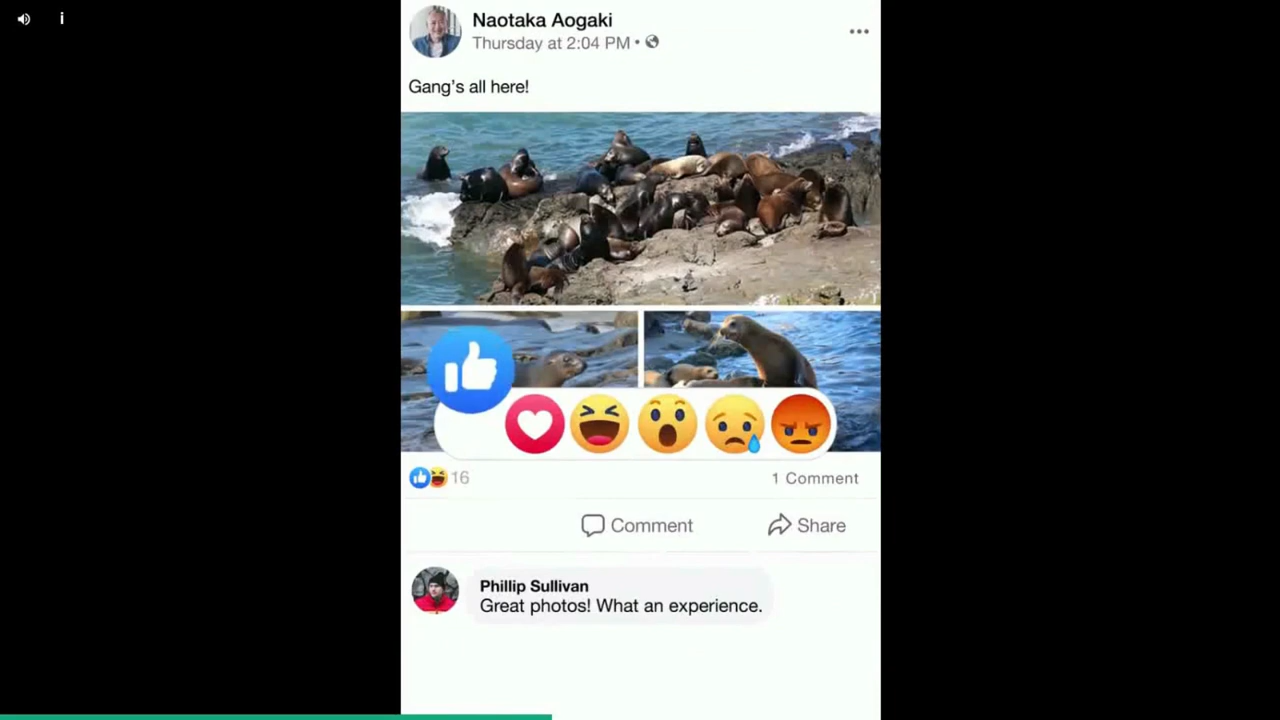 i
Naotaka Aogaki
Thursday at 2:04 PM •
Gang's all here!
16
1 Comment
Comment
Share
Phillip Sullivan
Great photos! What an experience.